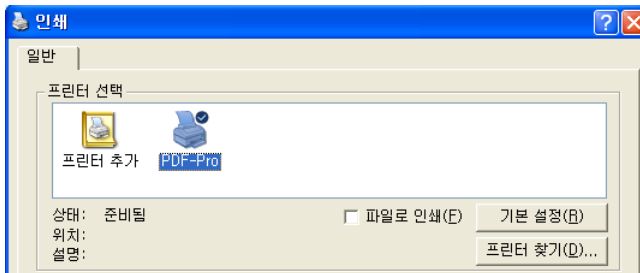 인쇄
일반
프린터 선택
프린터 추가 PDF-Pro
상태: 준비됨 파일로 인쇄(F) 기본 설정(R)
위치:
설명: 프린터 찾기(D)...